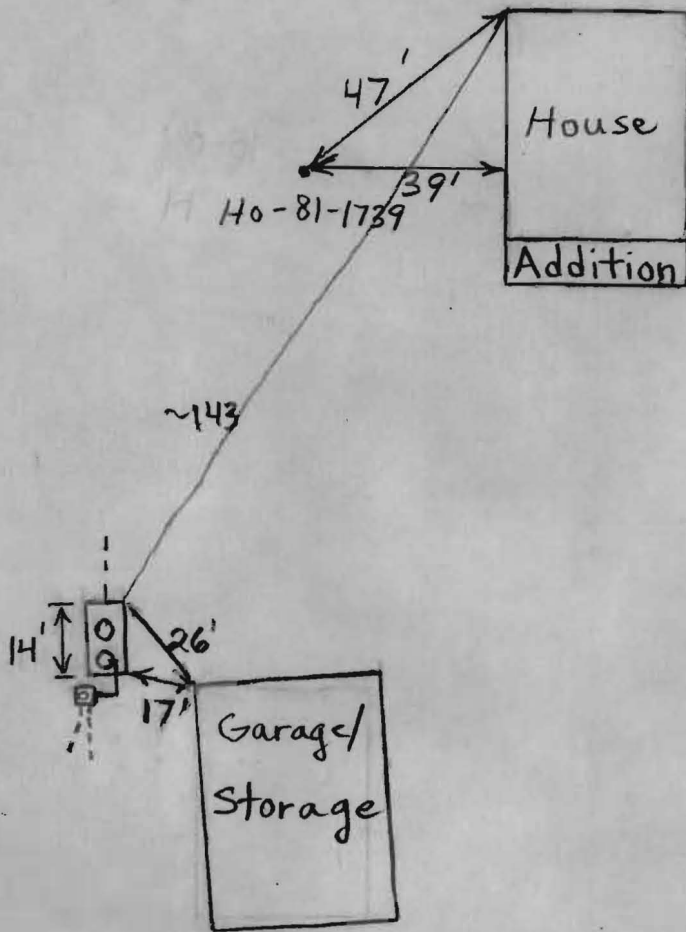 47'
House
39'
Ho-81-1739
Addition
~143
14'
26'
17'
Garage/
Storage